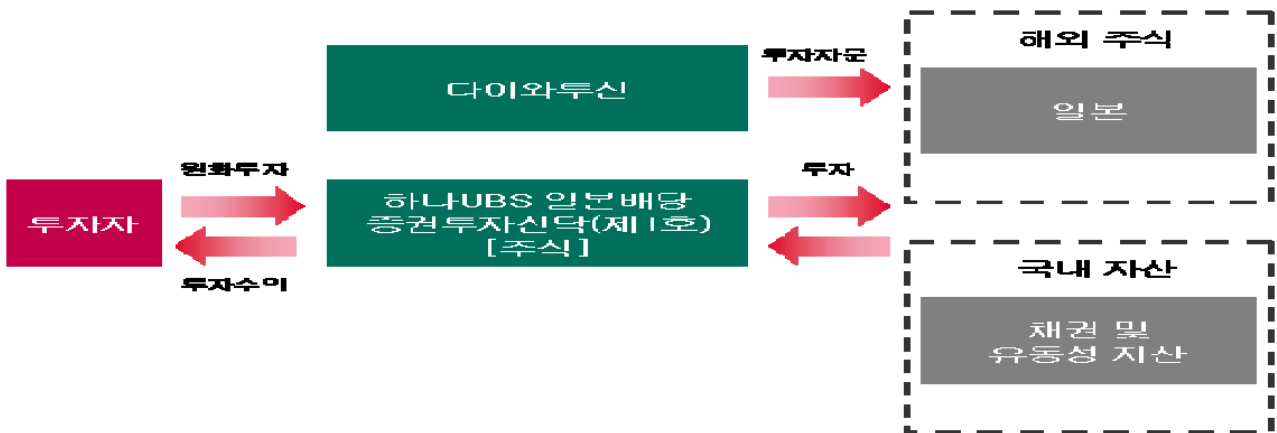 해외 주식
투자자문
다이와투신
일본
원화투자
투자
투자자
하나UBS 일본배당
증권투자신탁(제1호)
[주식]
투자수익
국내 자산
채권 및
유동성 자산